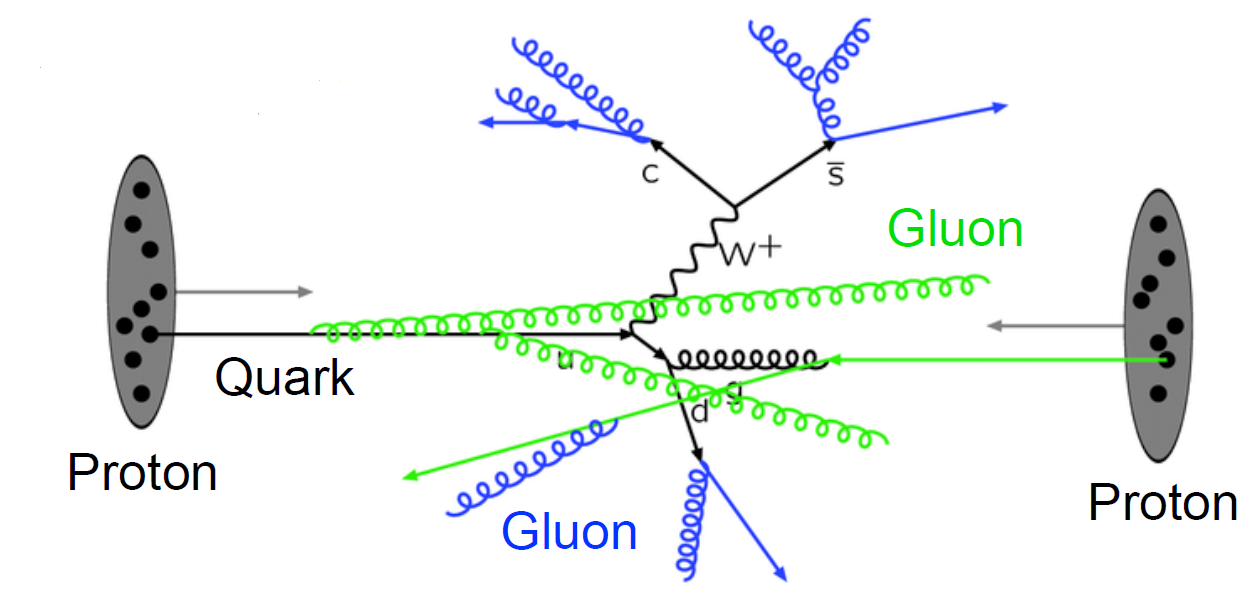 c
s̅
W+
Gluon
Quark
u
g
d
Proton
Gluon
Proton